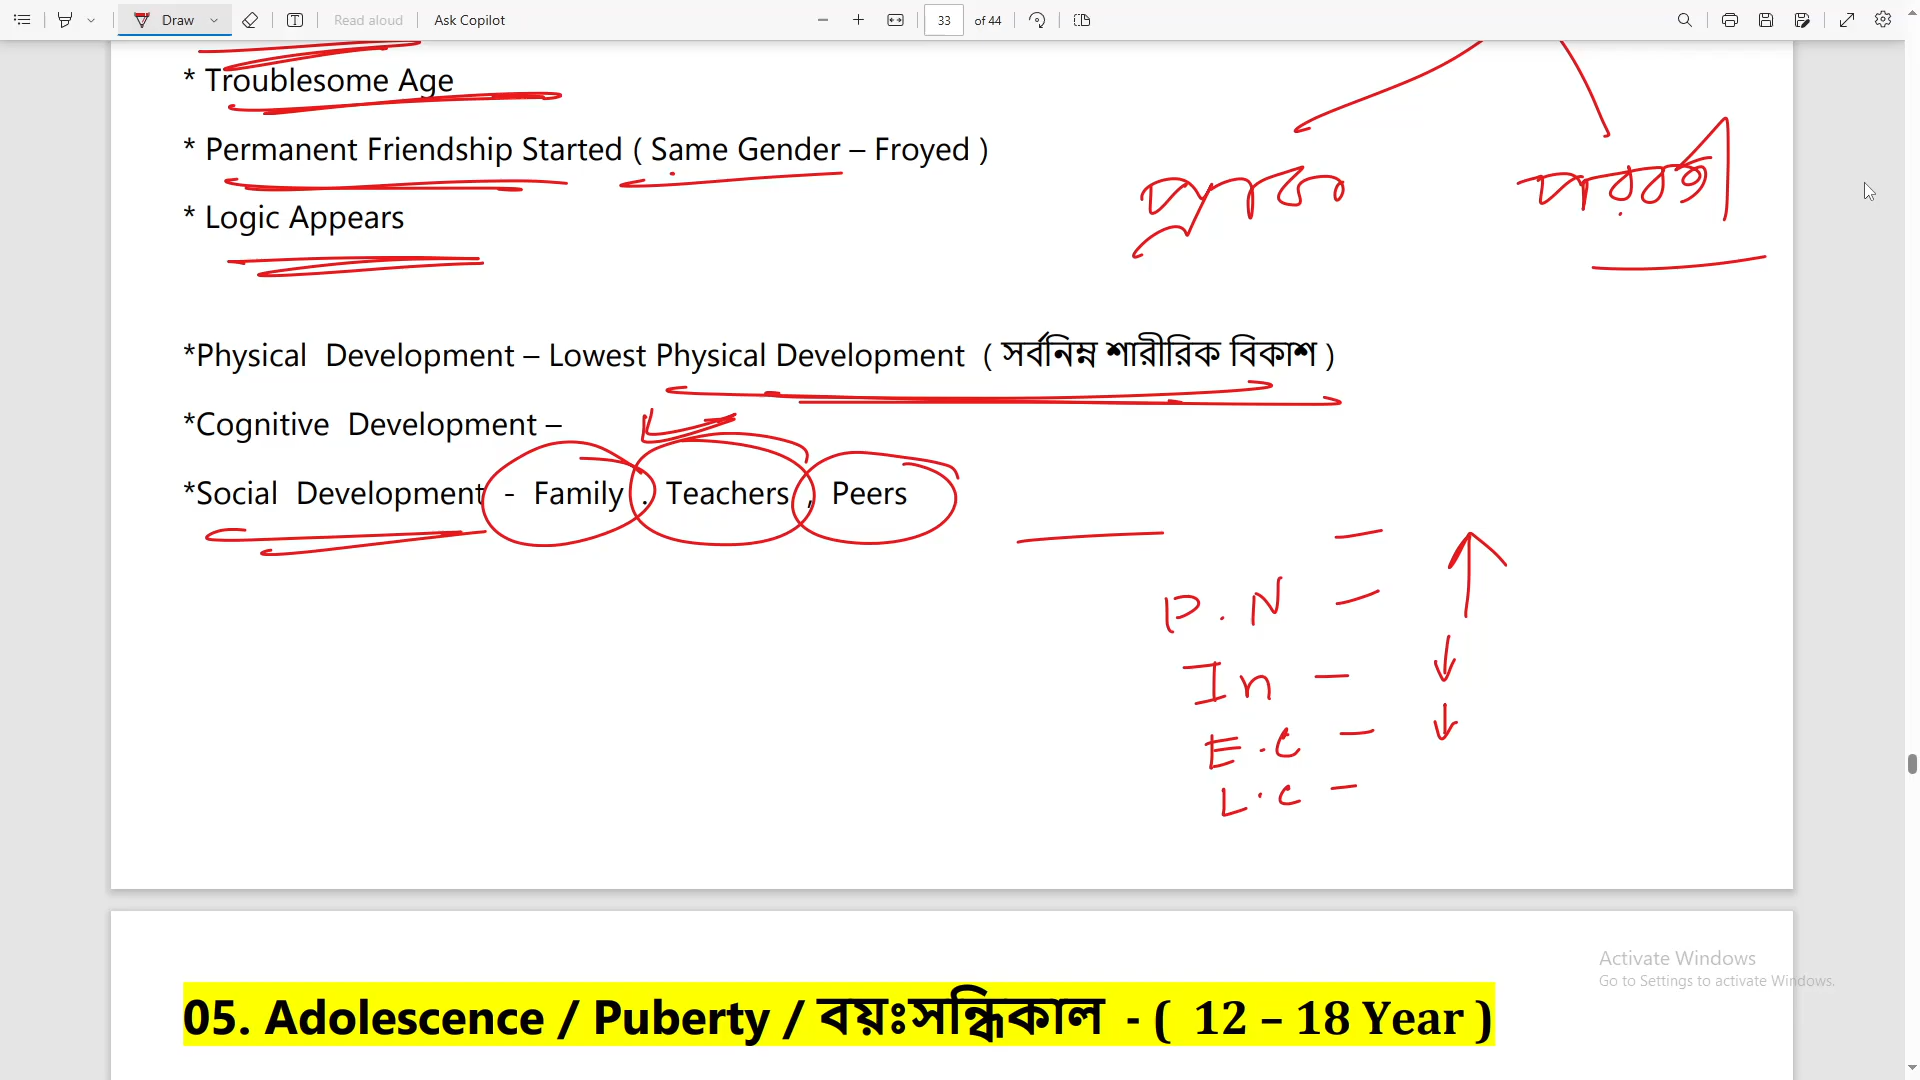 Draw
Read aloud
Ask Copilot
33 of 44
* Troublesome Age
* Permanent Friendship Started ( Same Gender – Froyed )
* Logic Appears
*Physical Development – Lowest Physical Development ( সর্বনিম্ন শারীরিক বিকাশ )
*Cognitive Development –
*Social Development - Family . Teachers , Peers
P.N –
In –
E.C –
L.C –
Activate Windows
Go to Settings to activate Windows.
05. Adolescence / Puberty / বয়ঃসন্ধিকাল - ( 12 – 18 Year )